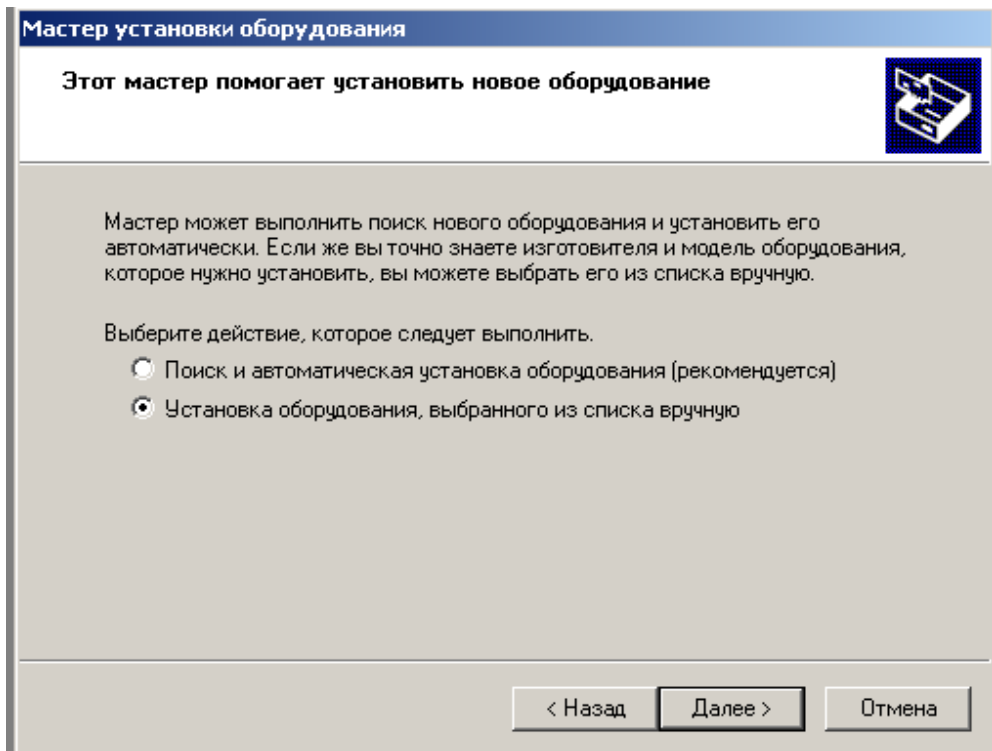 Мастер установки оборудования
Этот мастер помогает установить новое оборудование
Мастер может выполнить поиск нового оборудования и установить его
автоматически. Если же вы точно знаете изготовителя и модель оборудования,
которое нужно установить, вы можете выбрать его из списка вручную.
Выберите действие, которое следует выполнить.
Поиск и автоматическая установка оборудования (рекомендуется)
Установка оборудования, выбранного из списка вручную
< Назад Далее > Отмена